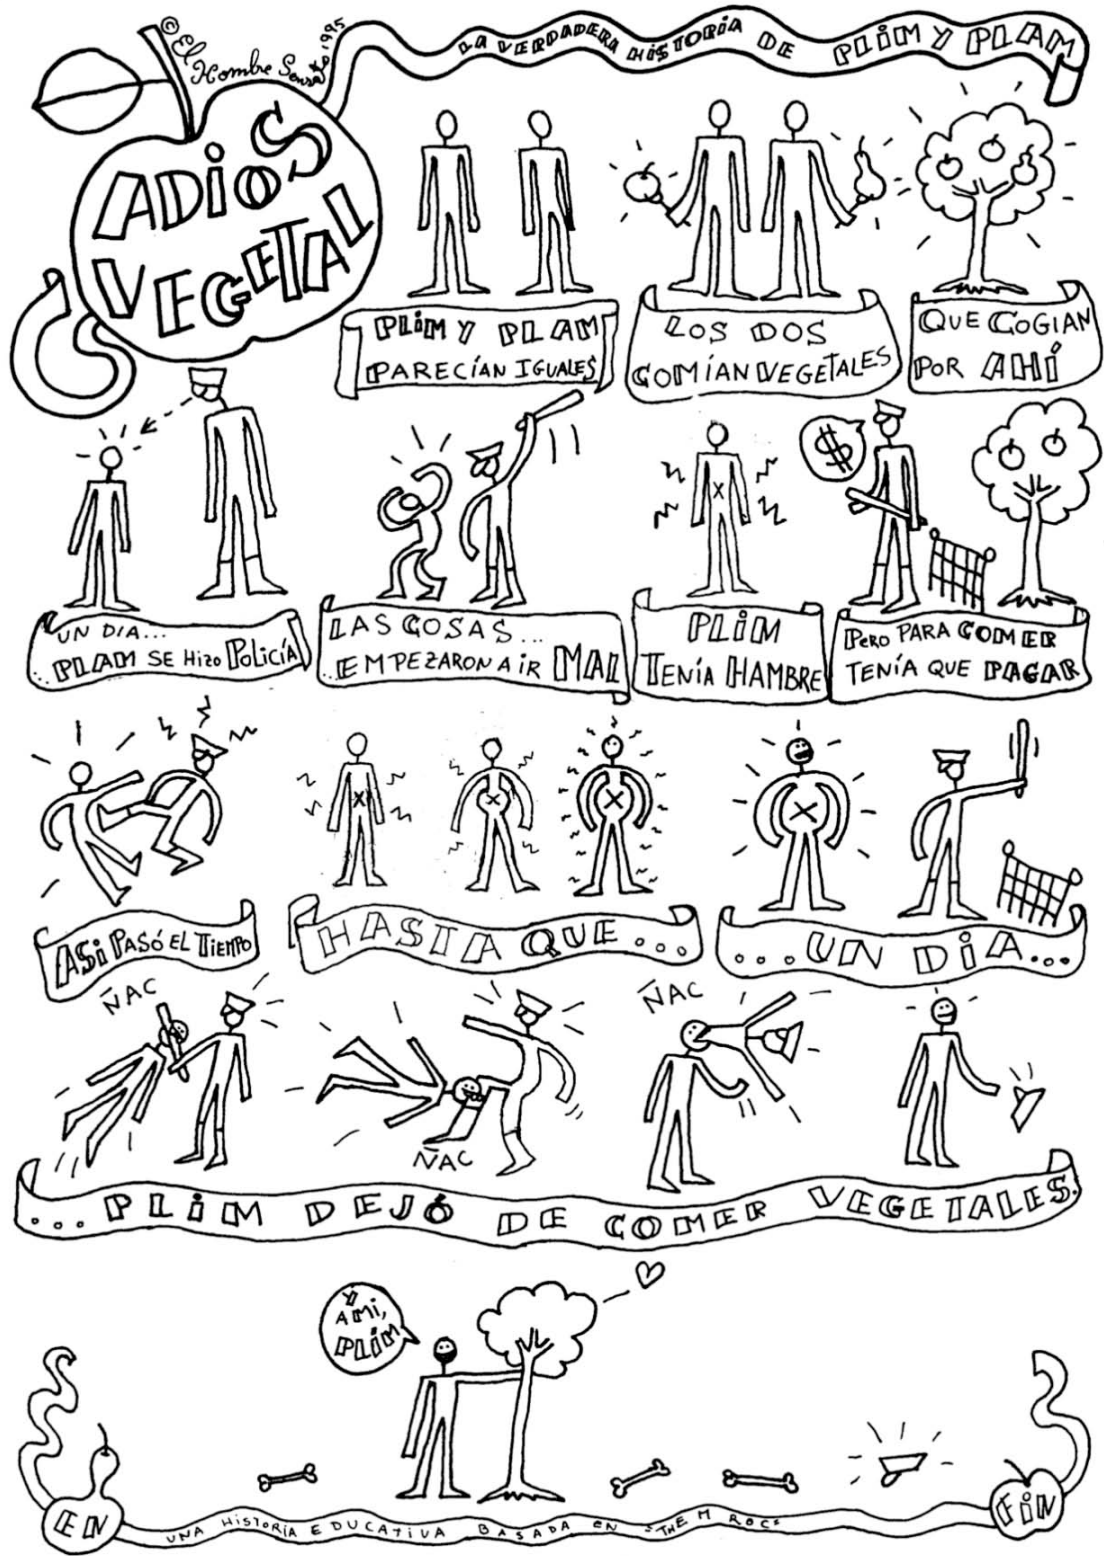 © El Hombre Sensato 1995
LA VERDADERA HISTORIA DE PLIM Y PLAM
ADIOS
VEGETAL
PLIM Y PLAM
PARECÍAN IGUALES
LOS DOS
COMÍAN VEGETALES
QUE COGIAN
POR AHÍ
UN DIA...
..PLAM SE HIZO POLICÍA
LAS COSAS...
..EMPEZARON A IR MAL
PLIM
TENÍA HAMBRE
$
PERO PARA COMER
TENÍA QUE PAGAR
ASI PASÓ EL TIEMPO
HASTA QUE...
...UN DIA...
ÑAC
ÑAC
ÑAC
...PLIM DEJÓ DE COMER VEGETALES.
Y
A MI,
PLIM
EN
UNA HISTORIA EDUCATIVA BASADA EN "THEM ROC"
FIN